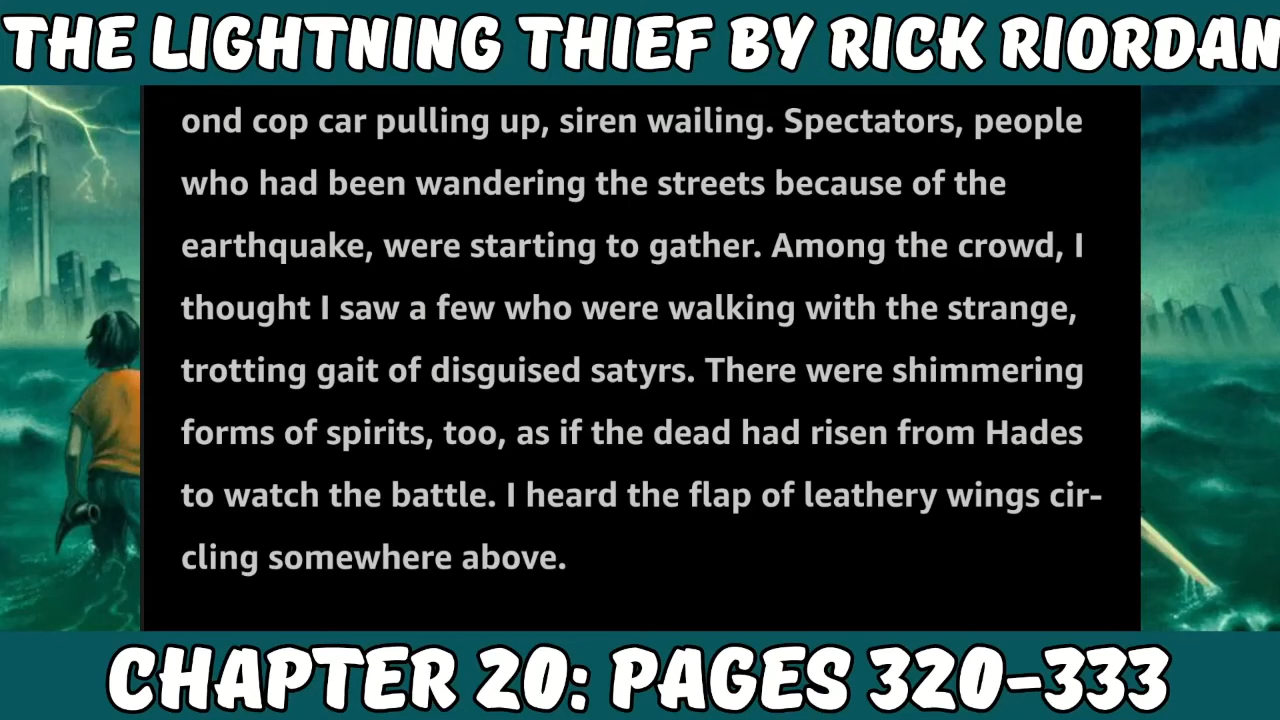 THE LIGHTNING THIEF BY RICK RIORDAN
ond cop car pulling up, siren wailing. Spectators, people
who had been wandering the streets because of the
earthquake, were starting to gather. Among the crowd, I
thought I saw a few who were walking with the strange,
trotting gait of disguised satyrs. There were shimmering
forms of spirits, too, as if the dead had risen from Hades
to watch the battle. I heard the flap of leathery wings cir-
cling somewhere above.
CHAPTER 20: PAGES 320-333